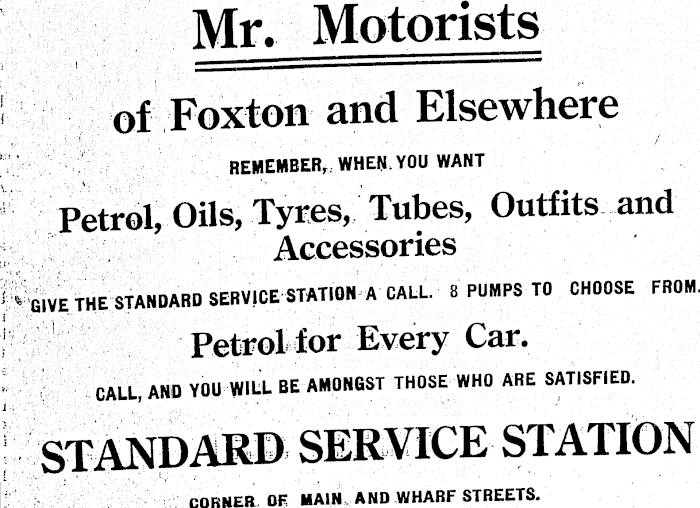 Mr. Motorists
of Foxton and Elsewhere
REMEMBER, WHEN YOU WANT
Petrol, Oils, Tyres, Tubes, Outfits and
Accessories
GIVE THE STANDARD SERVICE STATION A CALL. 8 PUMPS TO CHOOSE FROM.
Petrol for Every Car.
CALL, AND YOU WILL BE AMONGST THOSE WHO ARE SATISFIED.
STANDARD SERVICE STATION
CORNER OF MAIN AND WHARF STREETS.